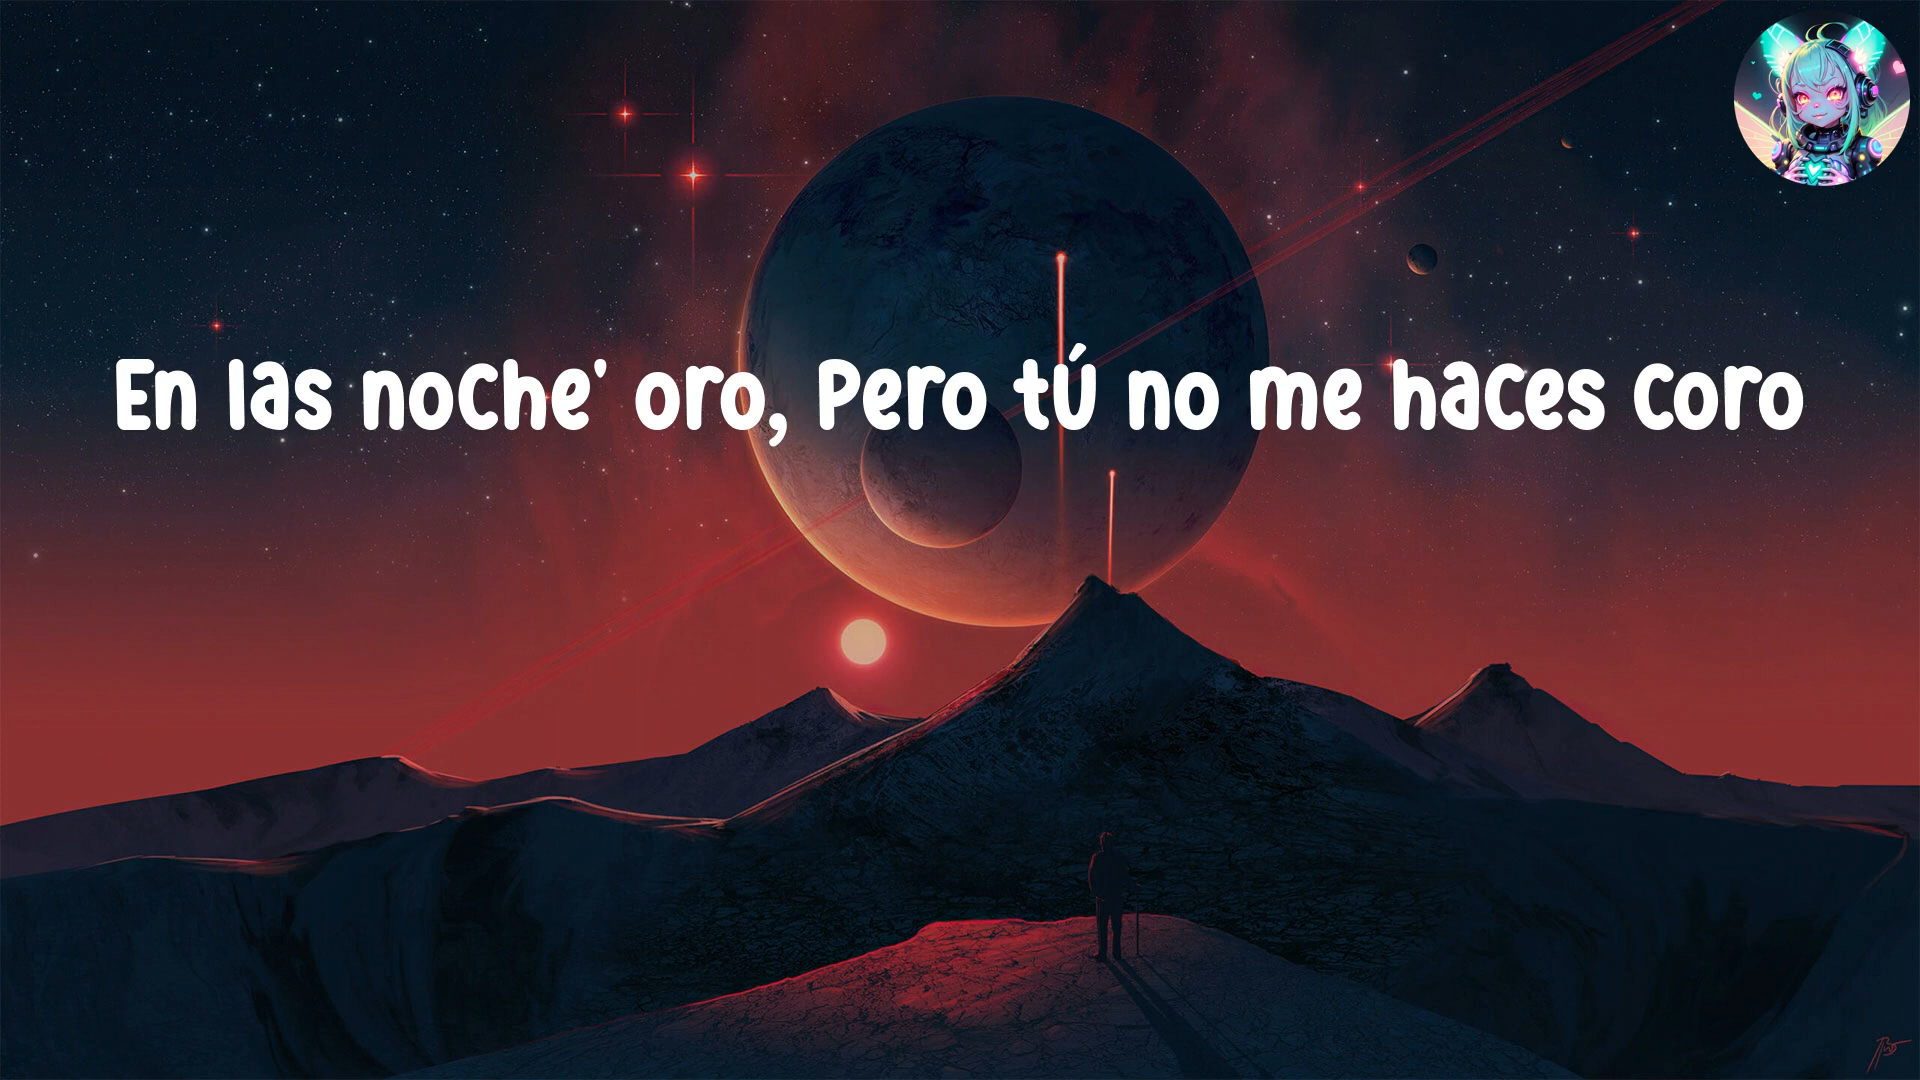 En las noche' oro, Pero tú no me haces coro